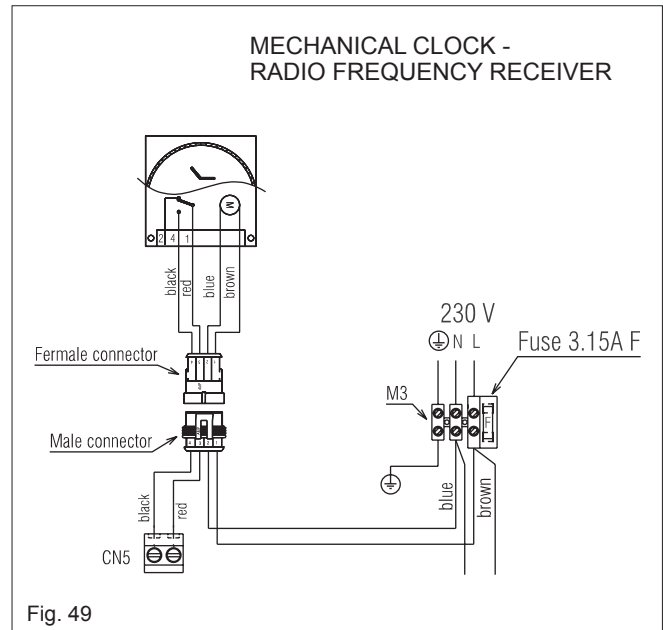 MECHANICAL CLOCK -
RADIO FREQUENCY RECEIVER
M
2 4 1
black
red
blue
brown
230 V
N L
Fuse 3.15A F
Fermale connector
M3
F
Male connector
black
red
blue
brown
CN5
Fig. 49